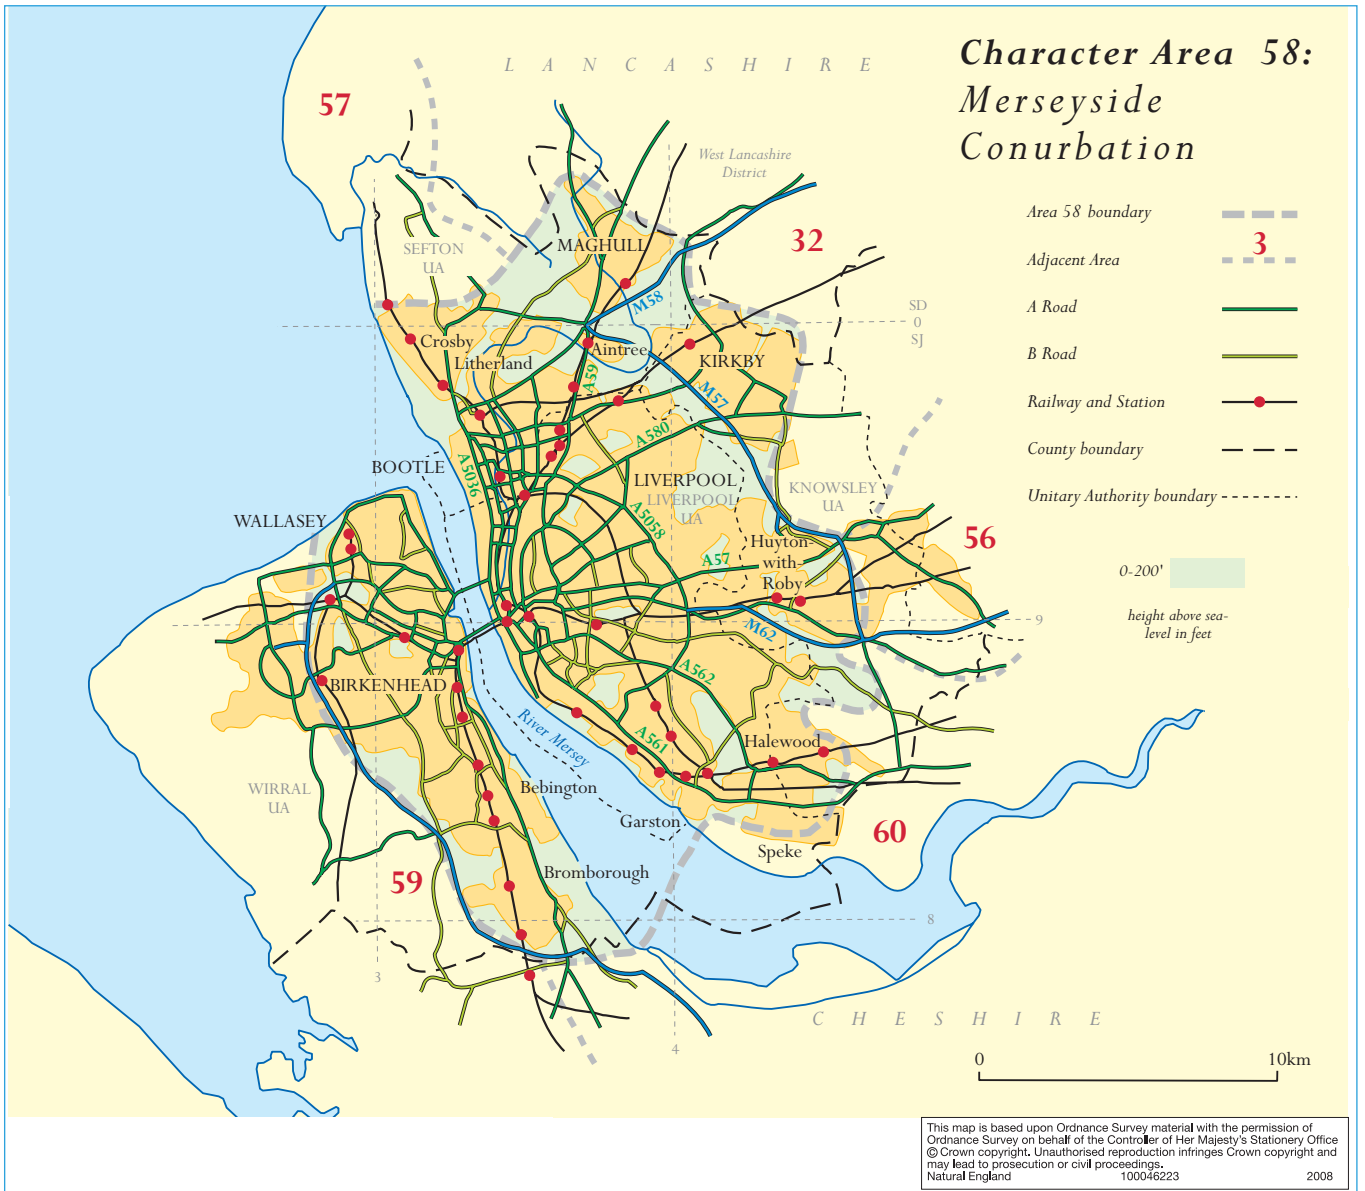 Character Area 58:
Merseyside
Conurbation
L A N C A S H I R E
57
West Lancashire
District
32
Area 58 boundary
3
Adjacent Area
A Road
B Road
Railway and Station
County boundary
Unitary Authority boundary
0-200'
height above sea-
level in feet
SEFTON
UA
MAGHULL
M58
SD
0
SJ
Crosby
Litherland
Aintree
KIRKBY
A59
M57
A580
BOOTLE
A5036
LIVERPOOL
LIVERPOOL
UA
KNOWSLEY
UA
WALLASEY
A5058
56
Huyton-
with-
Roby
A57
M62
9
A562
BIRKENHEAD
River Mersey
A561
Halewood
WIRRAL
UA
Bebington
Garston
60
Speke
59
Bromborough
8
3
4
C H E S H I R E
0
10km
This map is based upon Ordnance Survey material with the permission of
Ordnance Survey on behalf of the Controller of Her Majesty's Stationery Office
© Crown copyright. Unauthorised reproduction infringes Crown copyright and
may lead to prosecution or civil proceedings.
Natural England 100046223 2008